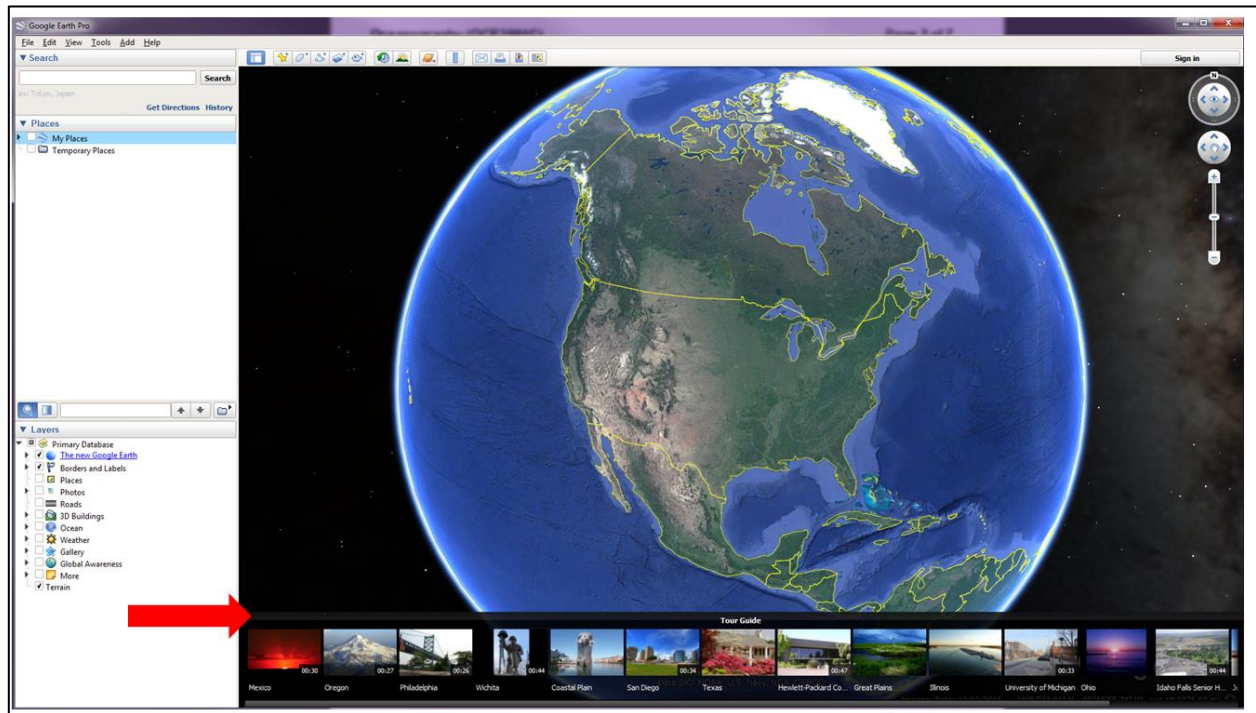 Google Earth Pro
File Edit View Tools Add Help
Search
Search
ex: Tokyo, Japan
Get Directions History
Places
My Places
Temporary Places
Sign in
N
Layers
Primary Database
The new Google Earth
Borders and Labels
Places
Photos
Roads
3D Buildings
Ocean
Weather
Gallery
Global Awareness
More
Terrain
Tour Guide
00:30 00:27 00:26 00:44 00:34 00:47 00:33 00:44
Mexico Oregon Philadelphia Wichita Coastal Plain San Diego Texas Hewlett-Packard Co... Great Plains Illinois University of Michigan Ohio Idaho Falls Senior H...